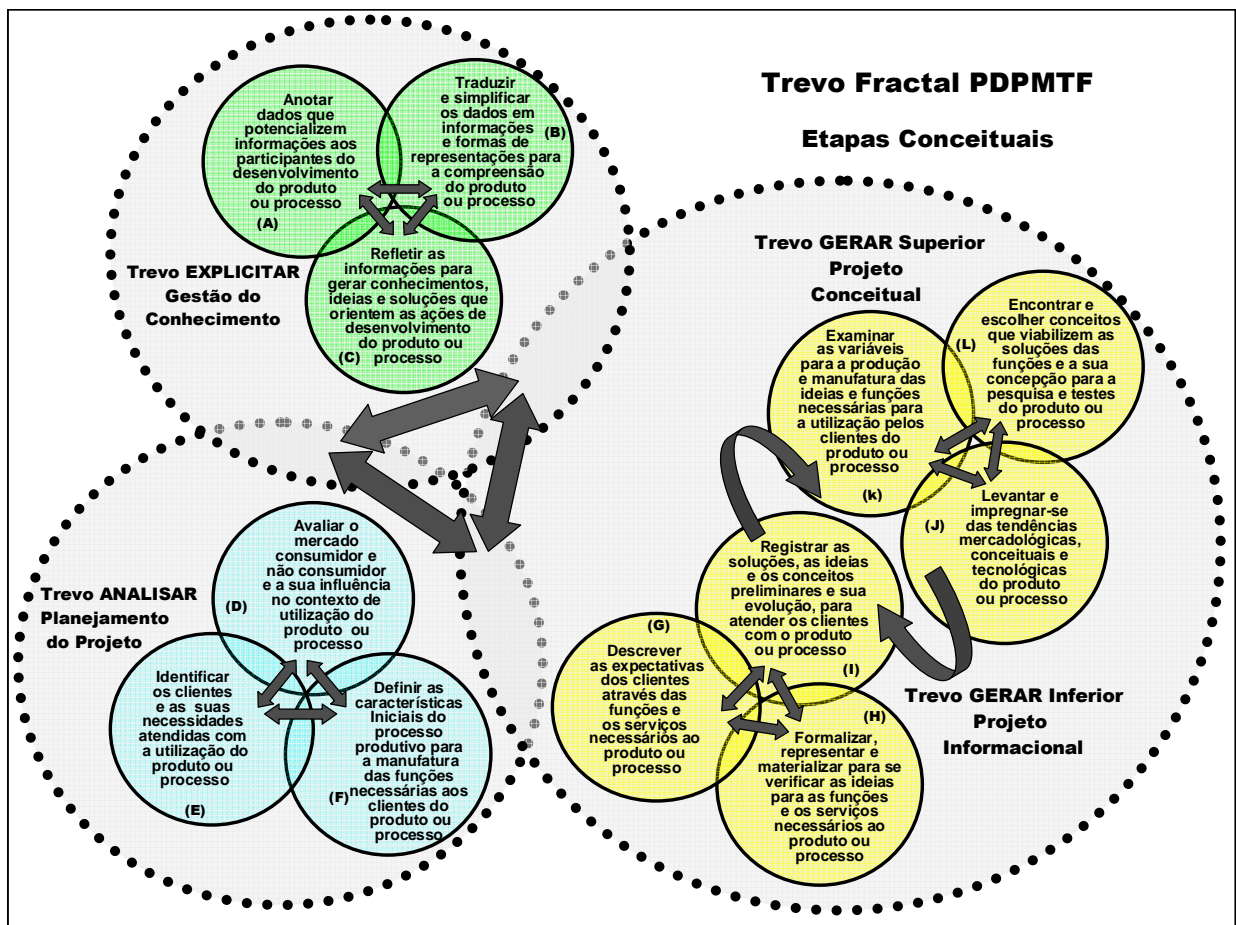 Trevo Fractal PDPMTF
Etapas Conceituais
Anotar
dados que
potencializem
informações aos
participantes do
desenvolvimento
do produto
ou processo
(A)
Traduzir
e simplificar
os dados em
informações
e formas de
representações para
a compreensão
do produto
ou processo
(B)
Refletir as
informações para
gerar conhecimentos,
ideias e soluções que
orientem as ações de
desenvolvimento
do produto ou
processo
(C)
Trevo EXPLICITAR
Gestão do
Conhecimento
Trevo ANALISAR
Planejamento
do Projeto
Avaliar o
mercado
consumidor e
não consumidor
e a sua influência
no contexto de
utilização do
produto ou
processo
(D)
Identificar
os clientes
e as suas
necessidades
atendidas com
a utilização do
produto ou
processo
(E)
Definir as
características
Iniciais do
processo
produtivo para
a manufatura
das funções
necessárias aos
clientes do
produto ou
processo
(F)
Trevo GERAR Superior
Projeto
Conceitual
Examinar
as variáveis
para a produção
e manufatura das
ideias e funções
necessárias para
a utilização pelos
clientes do
produto ou
processo
(k)
Encontrar e
escolher conceitos
que viabilizem as
soluções das
funções e a sua
concepção para a
pesquisa e testes
do produto ou
processo
(L)
Levantar e
impregnar-se
das tendências
mercadológicas,
conceituais e
tecnológicas
do produto
ou processo
(J)
Registrar as
soluções, as ideias
e os conceitos
preliminares e sua
evolução, para
atender os clientes
com o produto
ou processo
(I)
(G)
Descrever
as expectativas
dos clientes
através das
funções e
os serviços
necessários ao
produto ou
processo
(H)
Formalizar,
representar e
materializar para se
verificar as ideias
para as funções
e os serviços
necessários ao
produto ou
processo
Trevo GERAR Inferior
Projeto
Informacional